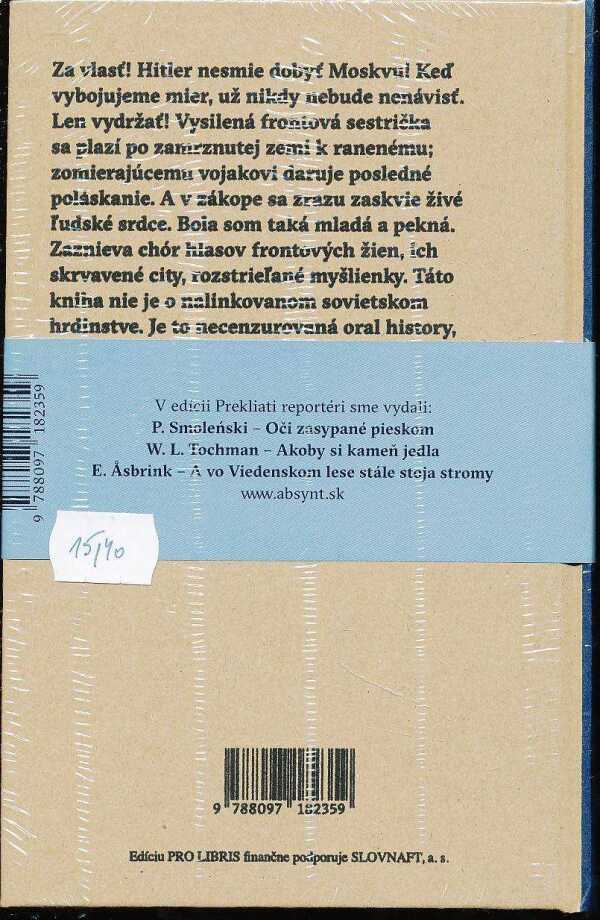 Za vlasť! Hitler nesmie dobyť Moskvu! Keď
vybojujeme mier, už nikdy nebude nenávisť.
Len vydržať! Vysilená frontová sestrička
sa plazí po zamrznutej zemi k ranenému;
zomierajúcemu vojakovi daruje posledné
poláskanie. A v zákope sa zrazu zaskvie živé
ľudské srdce. Bola som taká mladá a pekná.
Zaznieva chór hlasov frontových žien, ich
skrvavené city, rozstrieľané myšlienky. Táto
kniha nie je o nalinkovanom sovietskom
hrdinstve. Je to necenzurovaná oral history,
V edícii Prekliati reportéri sme vydali:
P. Smoleński – Oči zasypané pieskom
W. L. Tochman – Akoby si kameň jedla
E. Åsbrink – A vo Viedenskom lese stále stoja stromy
www.absynt.sk
9 788097 182359
15,40
9 788097 182359
Edíciu PRO LIBRIS finančne podporuje SLOVNAFT, a. s.